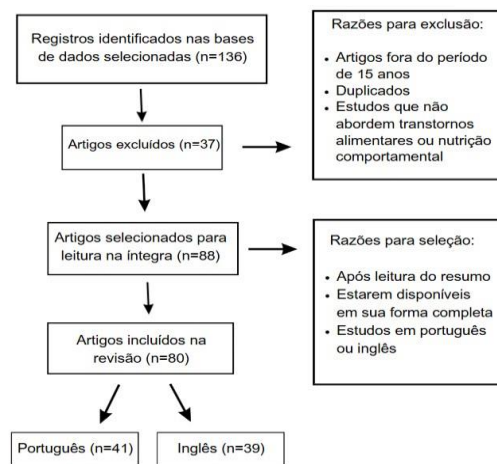 Registros identificados nas bases
de dados selecionadas (n=136)
Razões para exclusão:
• Artigos fora do período
de 15 anos
• Duplicados
• Estudos que não
abordem transtornos
alimentares ou nutrição
comportamental
Artigos excluídos (n=37)
Artigos selecionados para
leitura na íntegra (n=88)
Razões para seleção:
• Após leitura do resumo
• Estarem disponíveis
em sua forma completa
• Estudos em português
ou inglês
Artigos incluídos na
revisão (n=80)
Português (n=41)
Inglês (n=39)